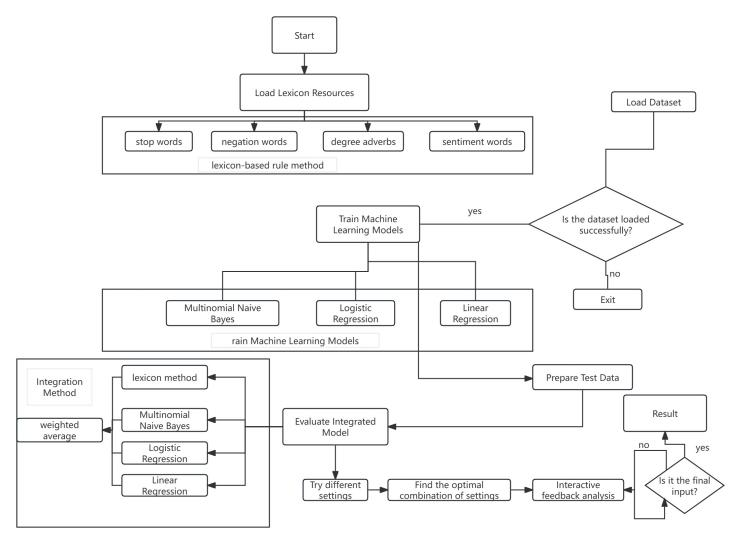 Start
Load Lexicon Resources
Load Dataset
stop words
negation words
degree adverbs
sentiment words
lexicon-based rule method
Is the dataset loaded
successfully?
yes
Train Machine
Learning Models
no
Exit
Multinomial Naive
Bayes
Logistic
Regression
Linear
Regression
rain Machine Learning Models
Integration
Method
lexicon method
Prepare Test Data
weighted
average
Multinomial
Naive Bayes
Evaluate Integrated
Model
Result
Logistic
Regression
no
yes
Linear
Regression
Try different
settings
Find the optimal
combination of settings
Interactive
feedback analysis
Is it the final
input?